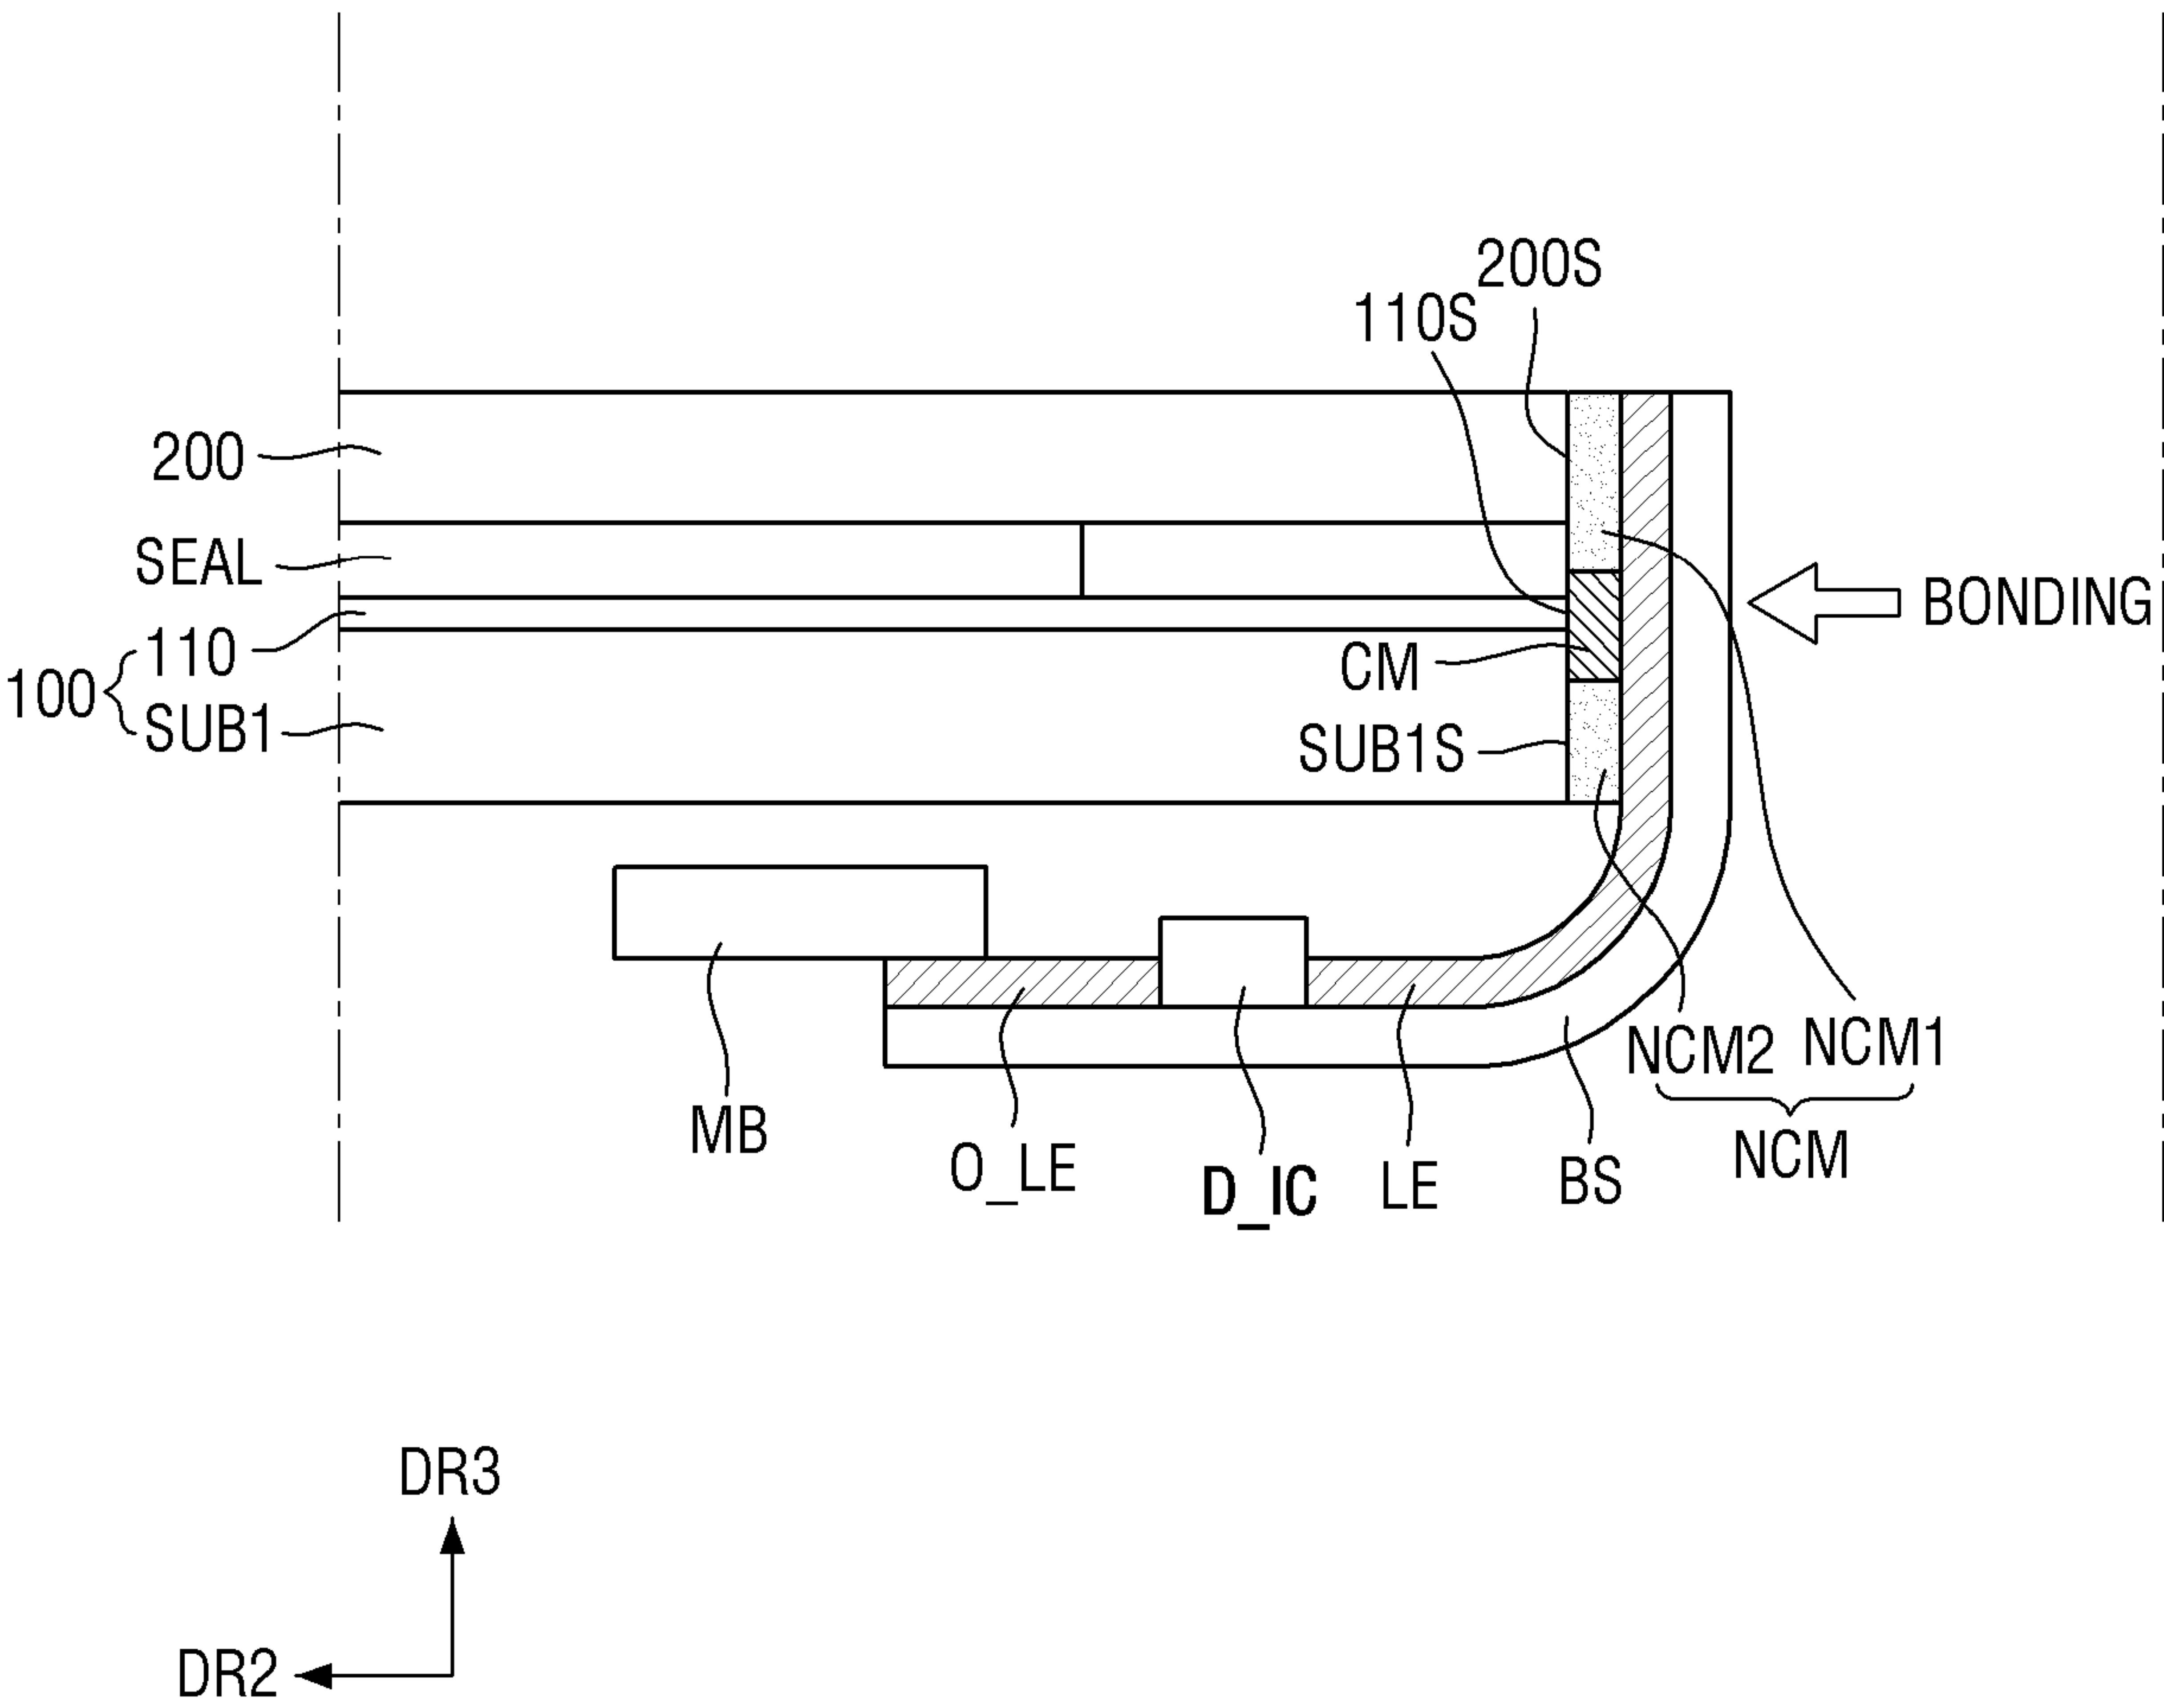 200S
110S
200
SEAL
BONDING
110
100
CM
SUB1
SUB1S
NCM2 NCM1
MB
NCM
O_LE
D_IC
LE
BS
DR3
DR2